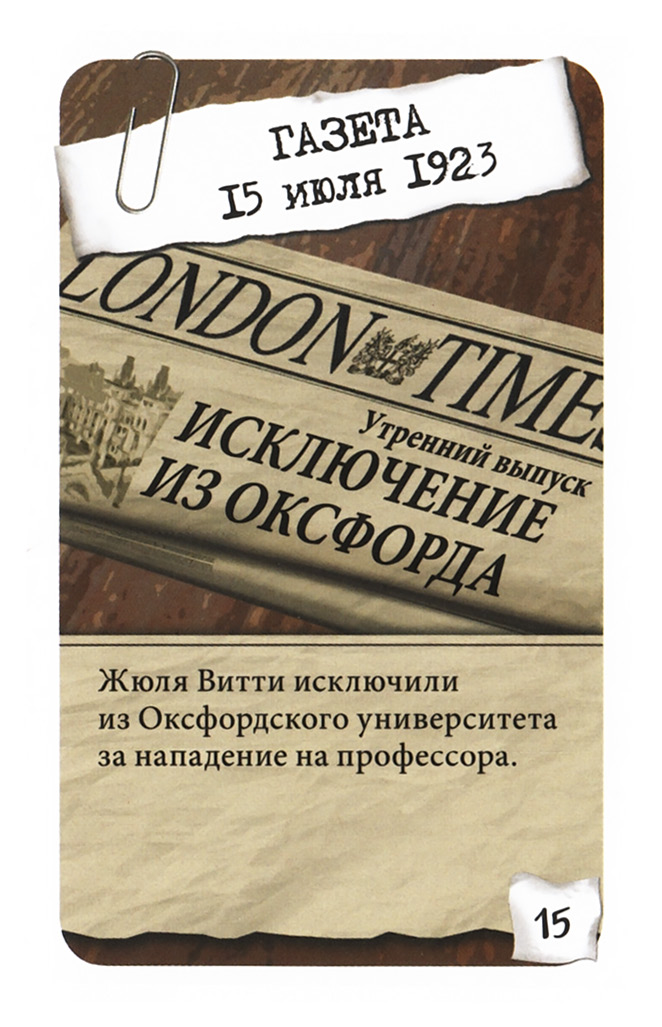 ГАЗЕТА
15 ИЮЛЯ 1923
LONDON TIMES
Утренний выпуск
ИСКЛЮЧЕНИЕ
ИЗ ОКСФОРДА
Жюля Витти исключили
из Оксфордского университета
за нападение на профессора.
15